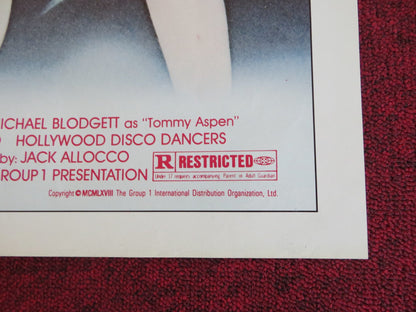 MICHAEL BLODGETT as "Tommy Aspen"
HOLLYWOOD DISCO DANCERS
by: JACK ALLOCCO
GROUP 1 PRESENTATION
R RESTRICTED
Under 17 requires accompanying Parent or Adult Guardian
Copyright © MCMLXVIII The Group 1 International Distribution Organization, Ltd.